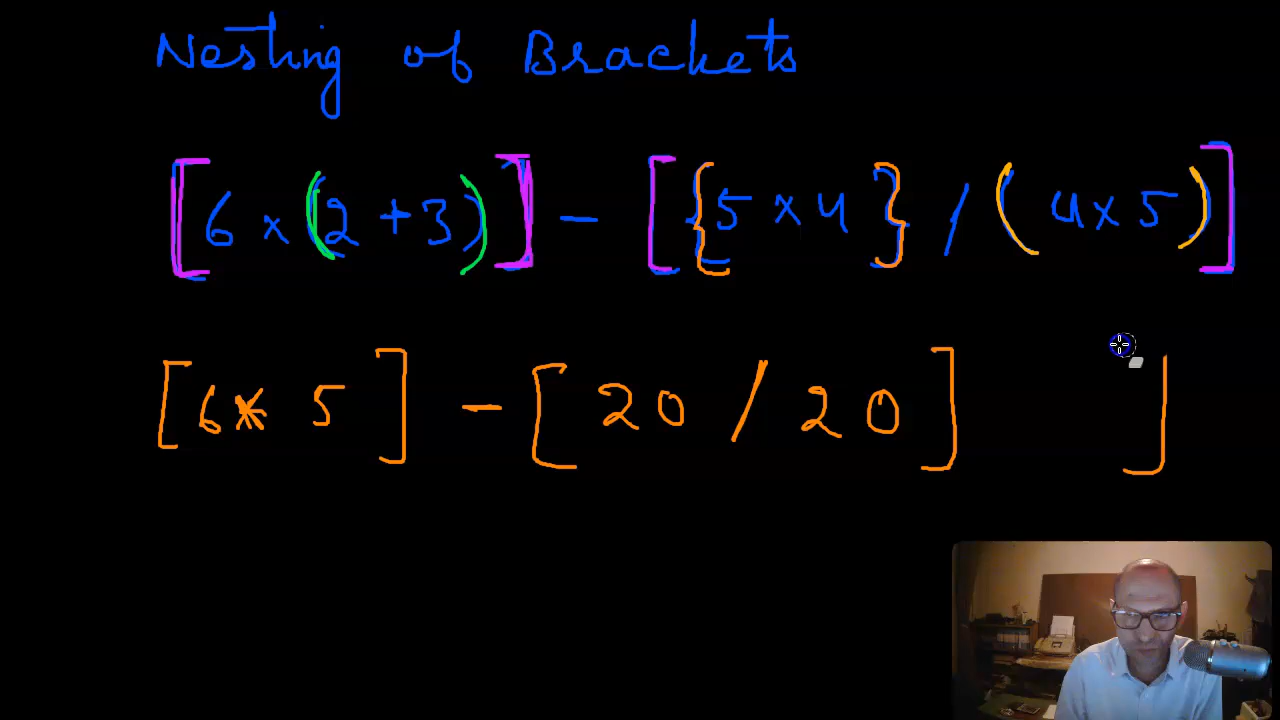 Nesting of Brackets
[6 × (2 + 3)] - [{5 × 4} / (4 × 5)]
[6 * 5] - [20 / 20] ]